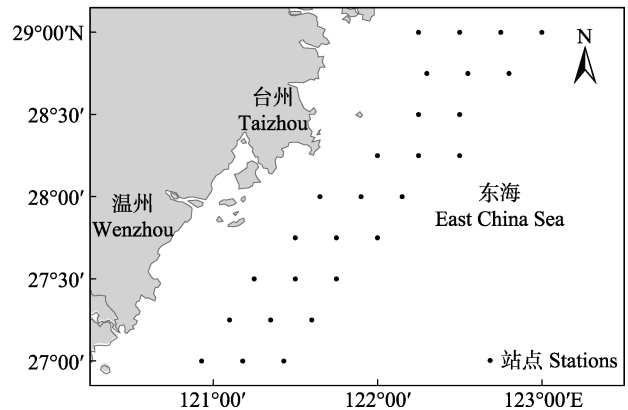 29°00′N
N
台州
Taizhou
28°30′
28°00′
温州
Wenzhou
东海
East China Sea
27°30′
27°00′
站点 Stations
121°00′
122°00′
123°00′E